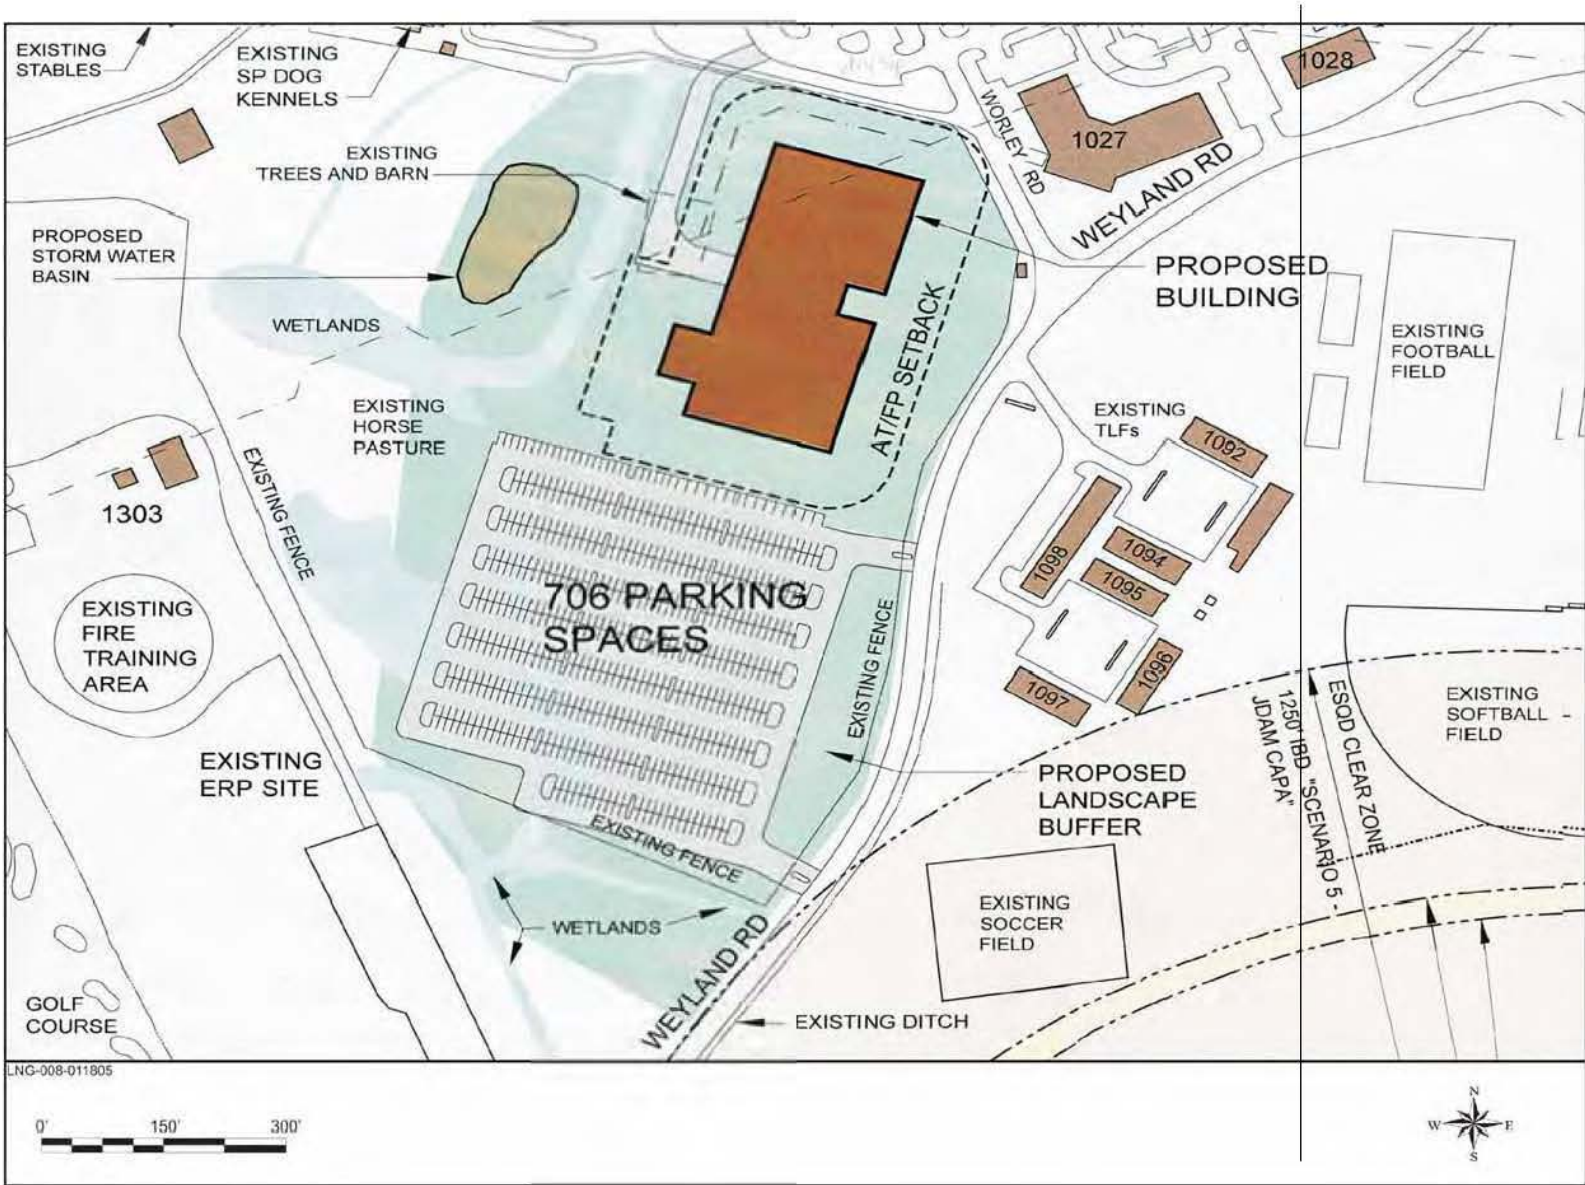 EXISTING
STABLES
EXISTING
SP DOG
KENNELS
1028
WORLEY RD
1027
WEYLAND RD
EXISTING
TREES AND BARN
PROPOSED
STORM WATER
BASIN
PROPOSED
BUILDING
WETLANDS
AT/FP SETBACK
EXISTING
FOOTBALL
FIELD
EXISTING
HORSE
PASTURE
EXISTING
TLFs
1092
EXISTING FENCE
1303
1098
1094
1095
1096
1097
706 PARKING
SPACES
EXISTING FENCE
EXISTING
FIRE
TRAINING
AREA
EXISTING
ERP SITE
EXISTING
SOFTBALL
FIELD
ESQD CLEAR ZONE
1250' IBD "SCENARIO 5 -
JDAM CAPA"
PROPOSED
LANDSCAPE
BUFFER
EXISTING FENCE
WETLANDS
WEYLAND RD
EXISTING
SOCCER
FIELD
GOLF
COURSE
EXISTING DITCH
LNG-008-011805
0' 150' 300'
N
W E
S